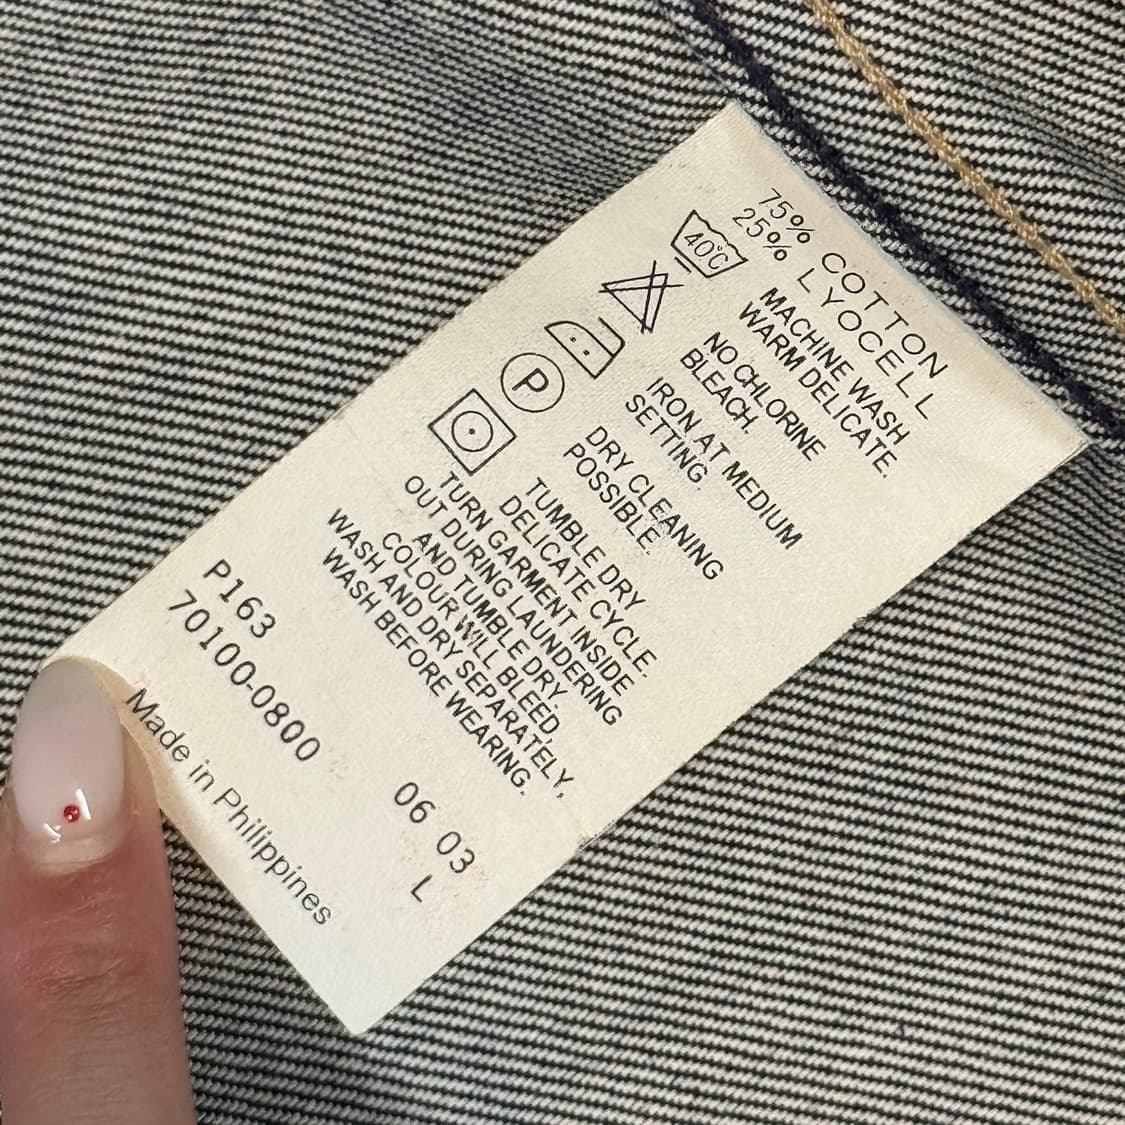 75% COTTON
25% LYOCELL
40°C
MACHINE WASH
WARM DELICATE.
NO CHLORINE
BLEACH.
IRON AT MEDIUM
SETTING.
P
DRY CLEANING
POSSIBLE.
TUMBLE DRY
DELICATE CYCLE.
TURN GARMENT INSIDE
OUT DURING LAUNDERING
AND TUMBLE DRY.
COLOUR WILL BLEED
WASH AND DRY SEPARATELY,
WASH BEFORE WEARING.
P163
70100-0800
06 03
L
Made in Philippines